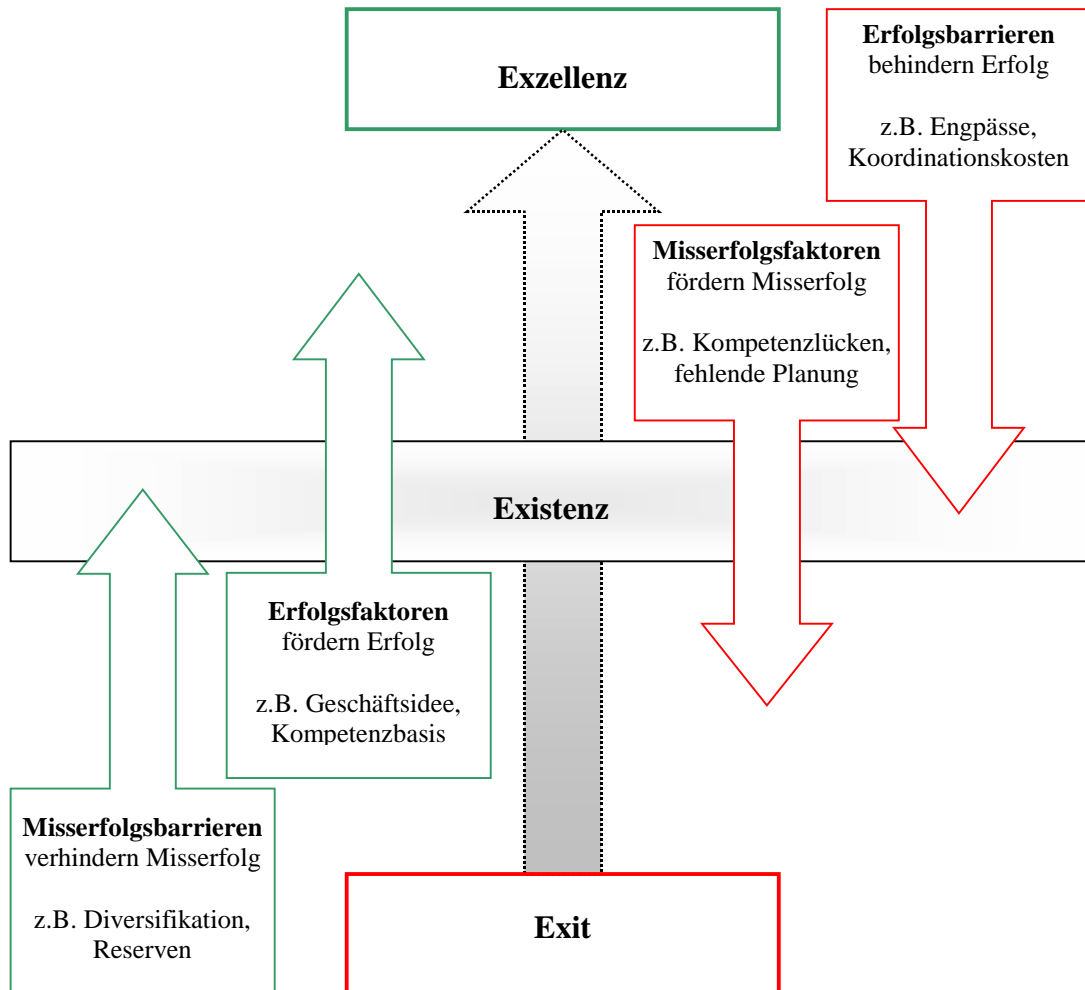 Exzellenz
Erfolgsbarrieren
behindern Erfolg
z.B. Engpässe,
Koordinationskosten
Misserfolgsfaktoren
fördern Misserfolg
z.B. Kompetenzlücken,
fehlende Planung
Existenz
Erfolgsfaktoren
fördern Erfolg
z.B. Geschäftsidee,
Kompetenzbasis
Misserfolgsbarrieren
verhindern Misserfolg
z.B. Diversifikation,
Reserven
Exit